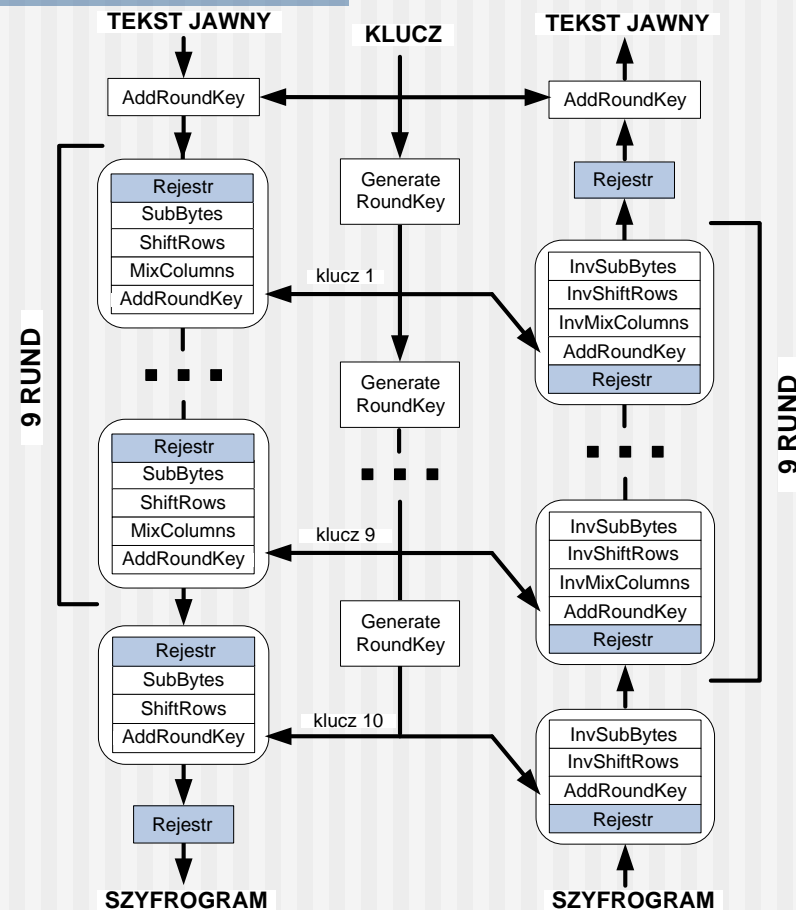 TEKST JAWNY
AddRoundKey
9 RUND
Rejestr
SubBytes
ShiftRows
MixColumns
AddRoundKey
Rejestr
SubBytes
ShiftRows
MixColumns
AddRoundKey
Rejestr
SubBytes
ShiftRows
AddRoundKey
Rejestr
SZYFROGRAM
KLUCZ
Generate
RoundKey
klucz 1
Generate
RoundKey
klucz 9
Generate
RoundKey
klucz 10
TEKST JAWNY
AddRoundKey
Rejestr
InvSubBytes
InvShiftRows
InvMixColumns
AddRoundKey
Rejestr
9 RUND
InvSubBytes
InvShiftRows
InvMixColumns
AddRoundKey
Rejestr
InvSubBytes
InvShiftRows
AddRoundKey
Rejestr
SZYFROGRAM